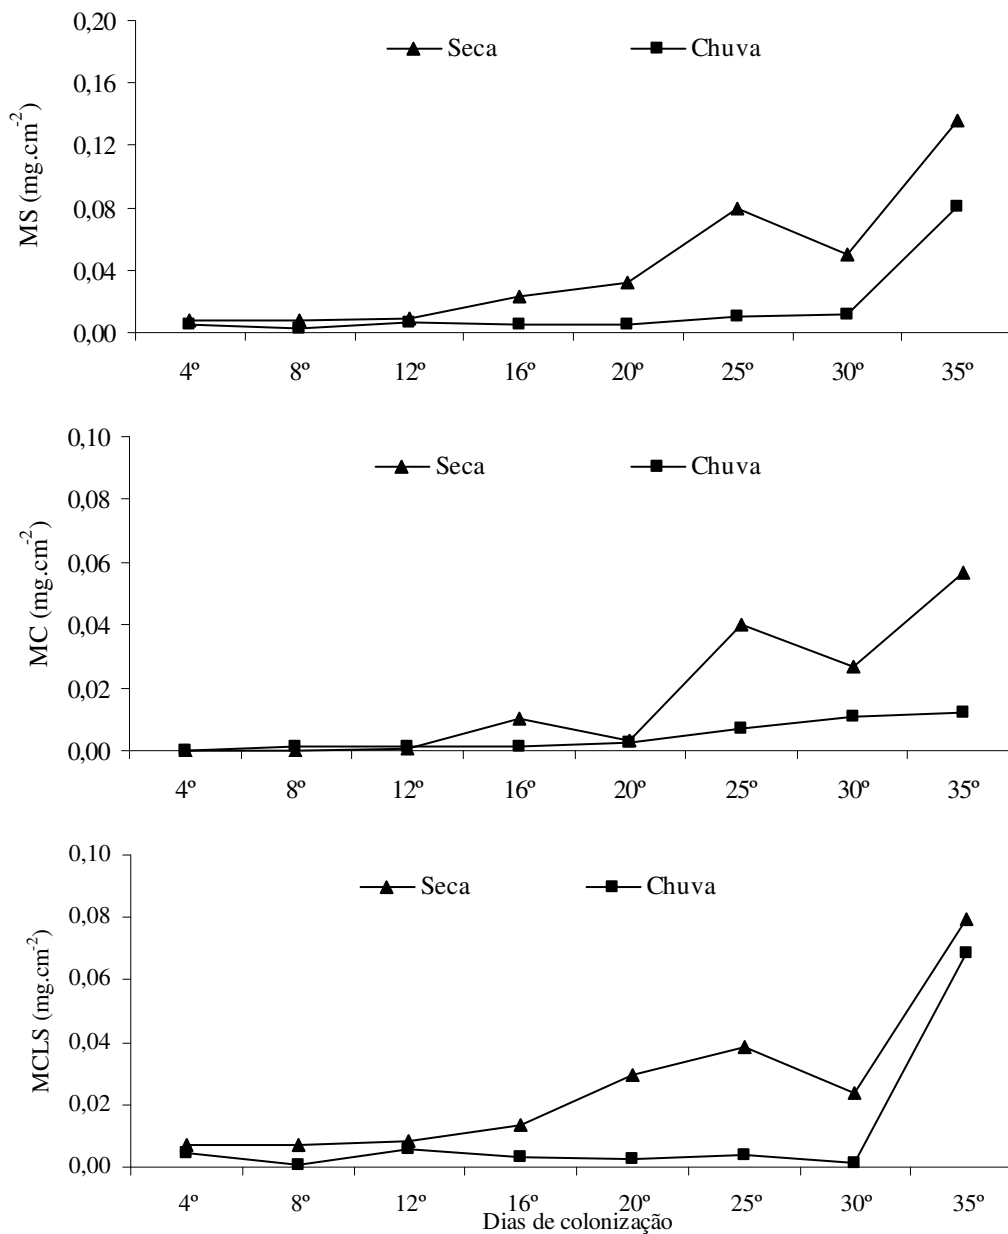 0,20
Seca
Chuva
0,16
0,12
0,08
0,04
0,00
MS (mg.cm-2)
4º 8º 12º 16º 20º 25º 30º 35º
0,10
Seca
Chuva
0,08
0,06
0,04
0,02
0,00
MC (mg.cm-2)
4º 8º 12º 16º 20º 25º 30º 35º
0,10
Seca
Chuva
0,08
0,06
0,04
0,02
0,00
MCLS (mg.cm-2)
4º 8º 12º 16º 20º 25º 30º 35º
Dias de colonização